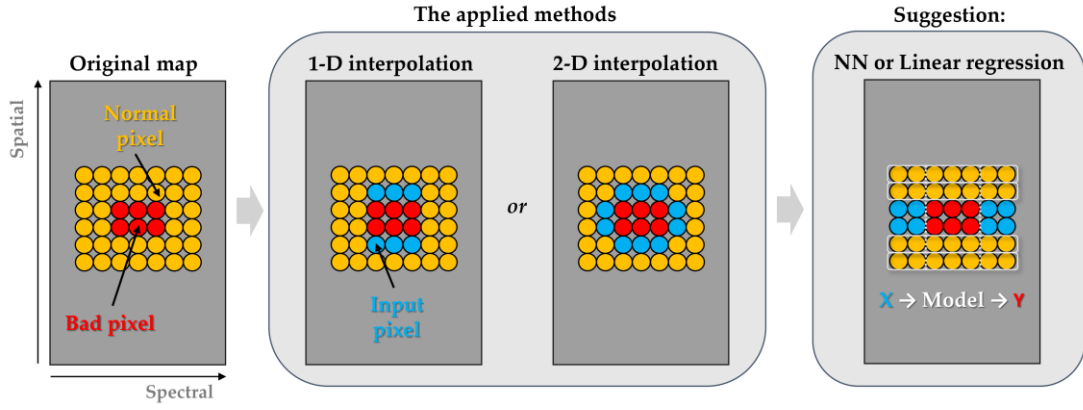 The applied methods
Suggestion:
Original map
1-D interpolation
2-D interpolation
NN or Linear regression
Spatial
Normal
pixel
Bad pixel
Input
pixel
or
X → Model → Y
Spectral